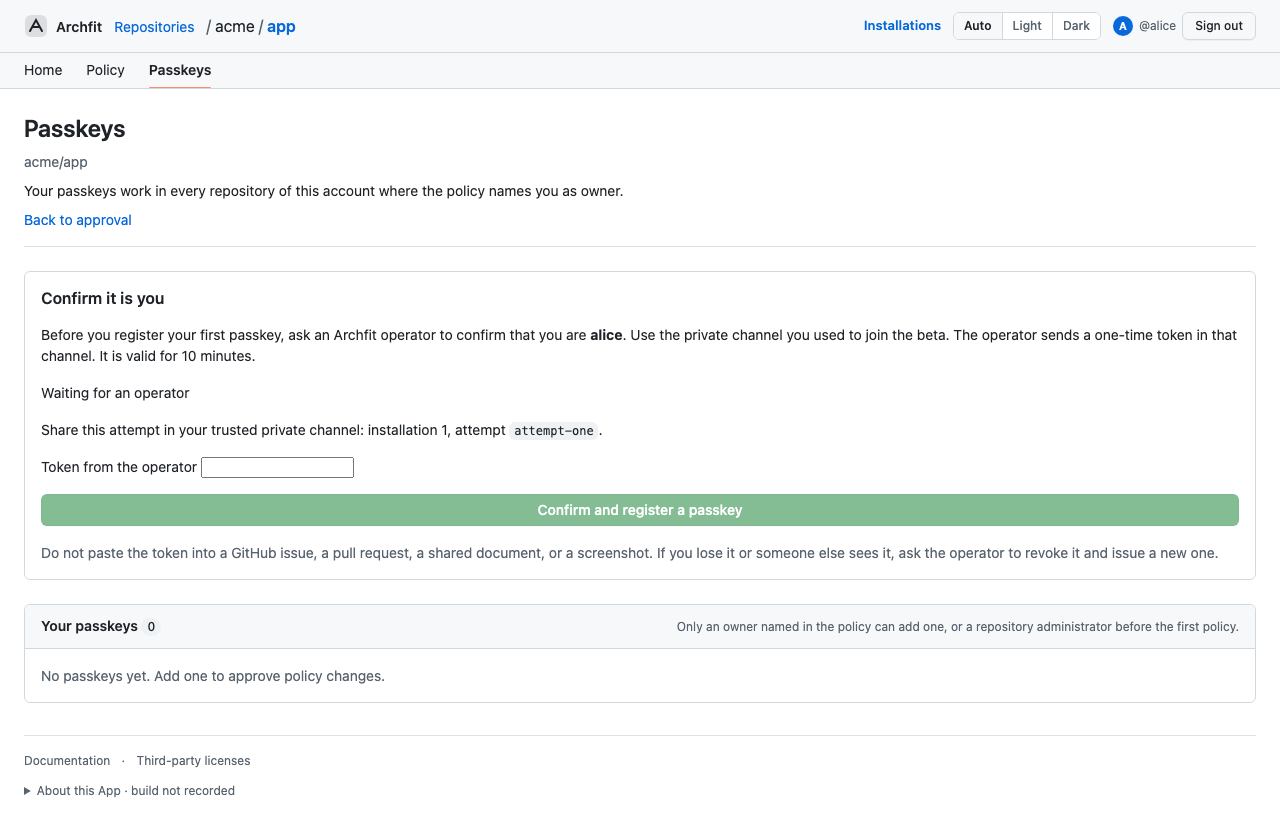 Archfit Repositories / acme / app
Installations Auto Light Dark A @alice Sign out
Home Policy Passkeys
Passkeys
acme/app
Your passkeys work in every repository of this account where the policy names you as owner.
Back to approval
Confirm it is you
Before you register your first passkey, ask an Archfit operator to confirm that you are alice. Use the private channel you used to join the beta. The operator sends a one-time token in that
channel. It is valid for 10 minutes.
Waiting for an operator
Share this attempt in your trusted private channel: installation 1, attempt attempt-one.
Token from the operator
Confirm and register a passkey
Do not paste the token into a GitHub issue, a pull request, a shared document, or a screenshot. If you lose it or someone else sees it, ask the operator to revoke it and issue a new one.
Your passkeys 0
Only an owner named in the policy can add one, or a repository administrator before the first policy.
No passkeys yet. Add one to approve policy changes.
Documentation · Third-party licenses
About this App · build not recorded